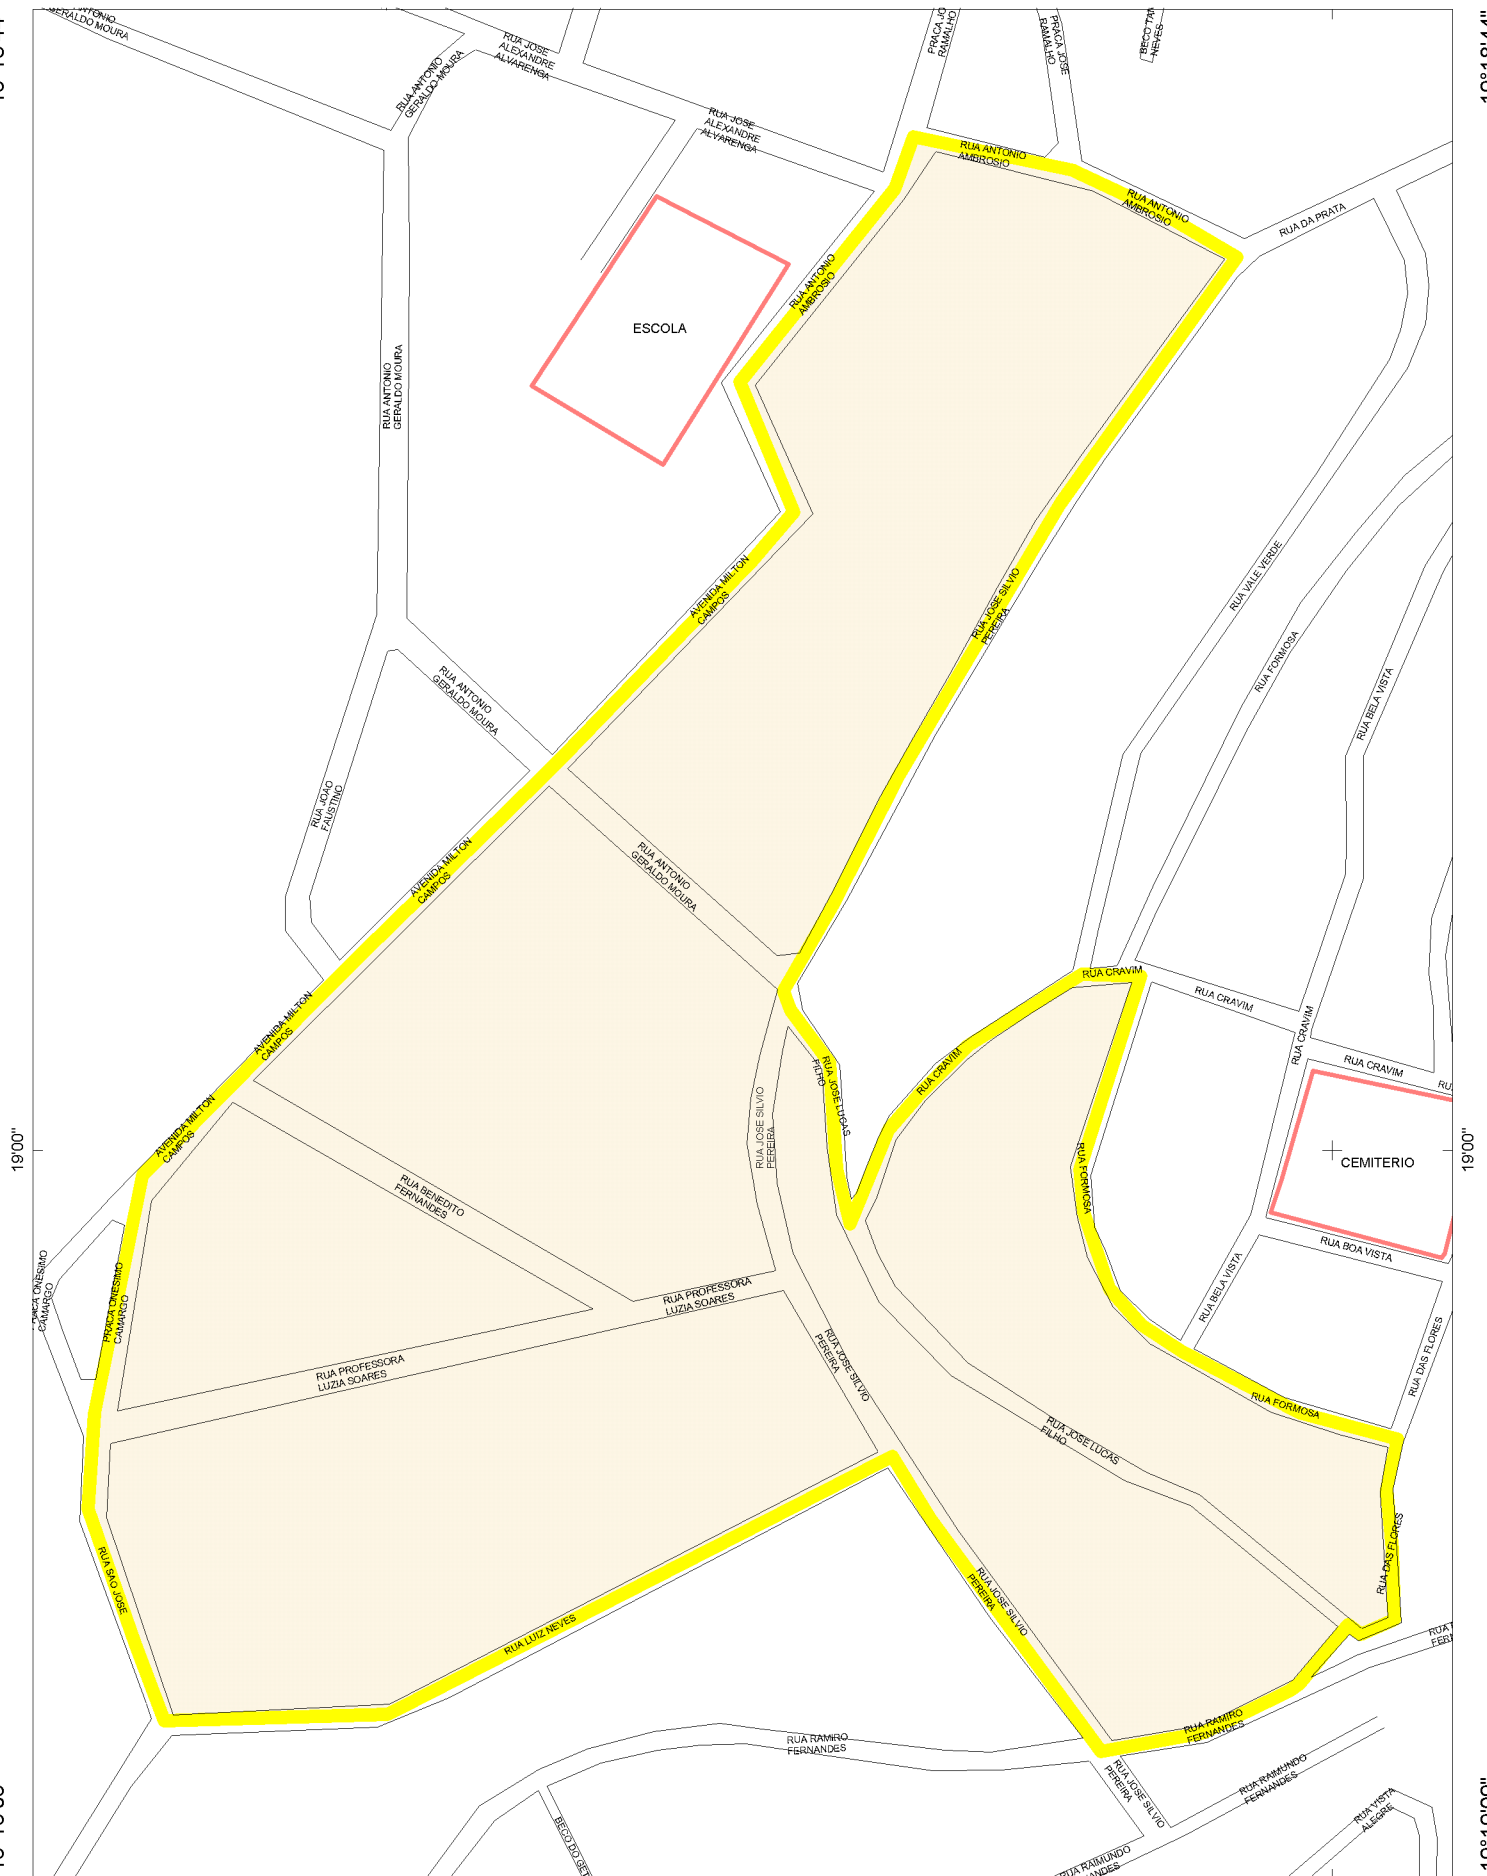 GERALDO MOURA
RUA JOSE
ALEXANDRE
ALVARENGA
RUA ANTONIO
GERALDO MOURA
RAMALHO
PRACA JOSE
RAMALHO
NEVES
RUA JOSE
ALEXANDRE
ALVARENGA
RUA ANTONIO
AMBROSIO
RUA ANTONIO
AMBROSIO
RUA DA PRATA
RUA ANTONIO
AMBROSIO
ESCOLA
RUA ANTONIO
GERALDO MOURA
AVENIDA MILTON
CAMPOS
RUA JOSE SILVIO
PEREIRA
RUA VALE VERDE
RUA FORMOSA
RUA BELA VISTA
RUA ANTONIO
GERALDO MOURA
RUA JOAO
FAUSTINO
AVENIDA MILTON
CAMPOS
RUA ANTONIO
GERALDO MOURA
RUA CRAVIM
RUA CRAVIM
AVENIDA MILTON
CAMPOS
RUA CRAVIM
RUA CRAVIM
RUA CRAVIM
RUA JOSE LUCAS
FILHO
RUA JOSE SILVIO
PEREIRA
AVENIDA MILTON
CAMPOS
19'00"
19'00"
CEMITERIO
RUA FORMOSA
RUA BENEDITO
FERNANDES
RUA BOA VISTA
RUA BELA VISTA
PRACA ONESIMO
CAMARGO
CAMARGO
RUA PROFESSORA
LUZIA SOARES
RUA JOSE SILVIO
PEREIRA
RUA PROFESSORA
LUZIA SOARES
RUA DAS FLORES
RUA FORMOSA
RUA JOSE LUCAS
FILHO
RUA DAS FLORES
RUA SAO JOSE
RUA LUIZ NEVES
RUA JOSE SILVIO
PEREIRA
RUA RAMIRO
FERNANDES
RUA RAMIRO
FERNANDES
RUA JOSE SILVIO
PEREIRA
RUA RAIMUNDO
FERNANDES
RUA VISTA
ALEGRE
RUA RAIMUNDO